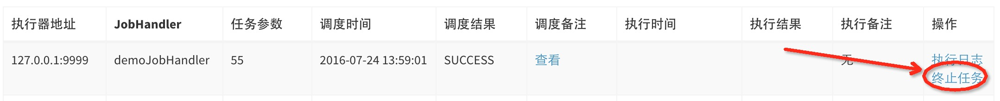 执行器地址 JobHandler 任务参数 调度时间 调度结果 调度备注 执行时间 执行结果 执行备注 操作
127.0.0.1:9999 demoJobHandler 55 2016-07-24 13:59:01 SUCCESS 查看 无 执行日志
终止任务